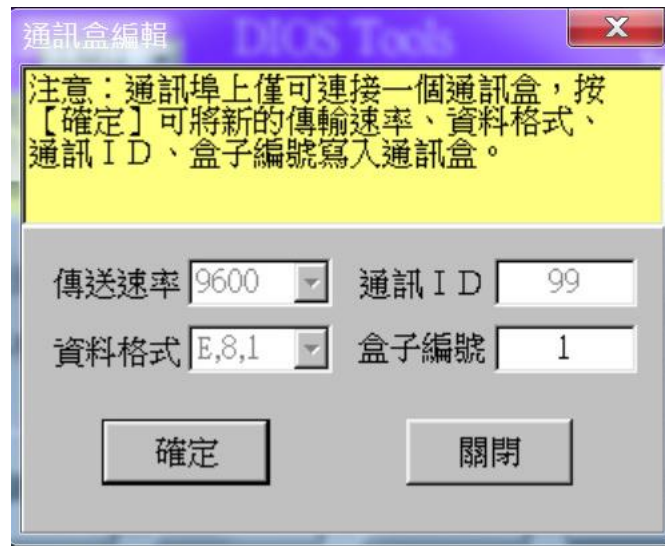 通訊盒編輯
DIOS Tools
X
注意：通訊埠上僅可連接一個通訊盒，按
【確定】可將新的傳輸速率、資料格式、
通訊ＩＤ、盒子編號寫入通訊盒。
傳送速率 9600 通訊ＩＤ 99
資料格式 E,8,1 盒子編號 1
確定 關閉